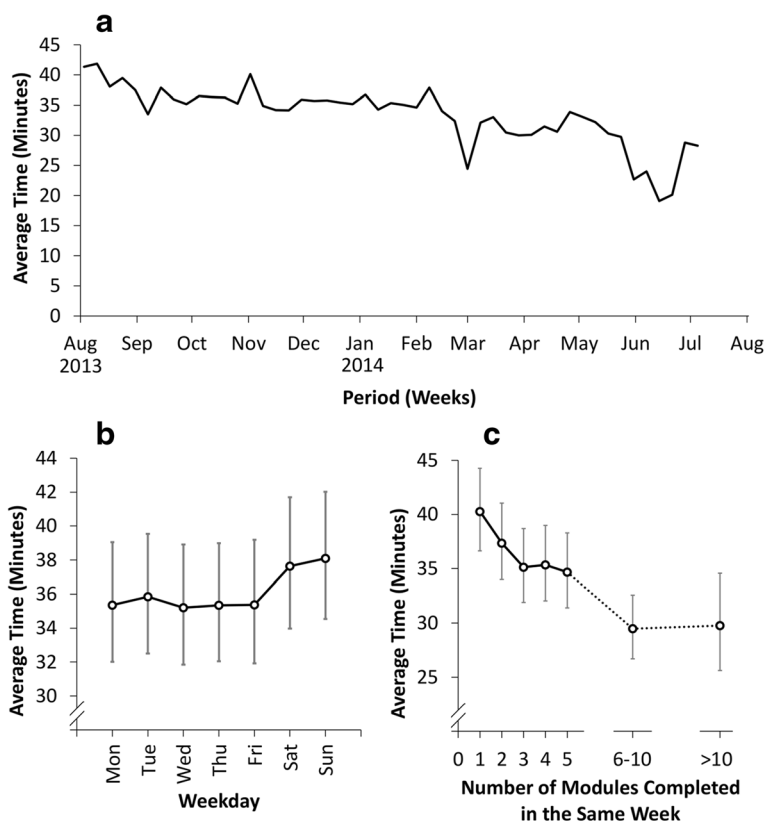 a
45
40
35
30
25
20
15
10
5
0
Average Time (Minutes)
Aug Sep Oct Nov Dec Jan Feb Mar Apr May Jun Jul Aug
2013 2014
Period (Weeks)
b
44
42
40
38
36
34
32
30
Average Time (Minutes)
Mon Tue Wed Thu Fri Sat Sun
Weekday
c
45
40
35
30
25
Average Time (Minutes)
0 1 2 3 4 5 6-10 >10
Number of Modules Completed
in the Same Week